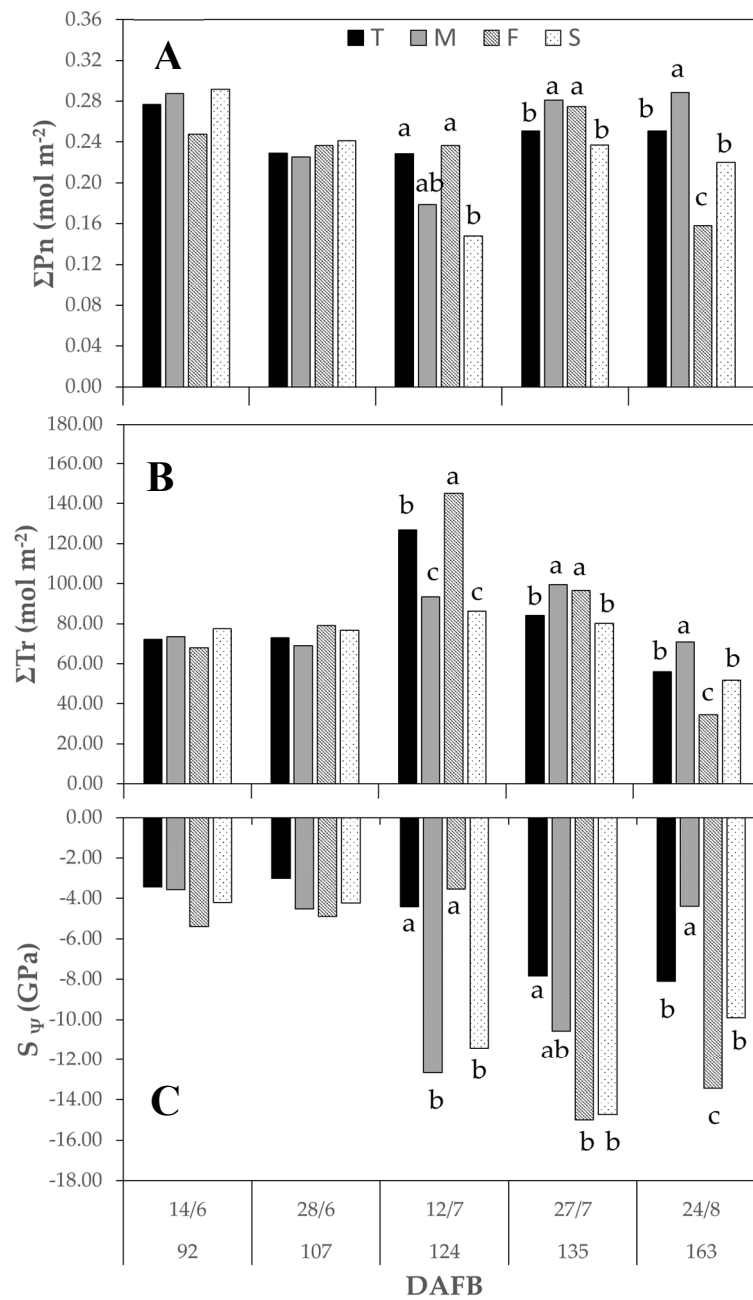 T M F S
A
0.36
0.32
0.28
0.24
0.20
0.16
0.12
0.08
0.04
0.00
ΣPn (mol m⁻²)
a ab a b
b a a b
b a c b
B
180.00
160.00
140.00
120.00
100.00
80.00
60.00
40.00
20.00
0.00
ΣTr (mol m⁻²)
b c a c
b a a b
b a c b
C
0.00
-2.00
-4.00
-6.00
-8.00
-10.00
-12.00
-14.00
-16.00
-18.00
S Ψ (GPa)
a b a b
a ab b b
b a c b
14/6 28/6 12/7 27/7 24/8
92 107 124 135 163
DAFB